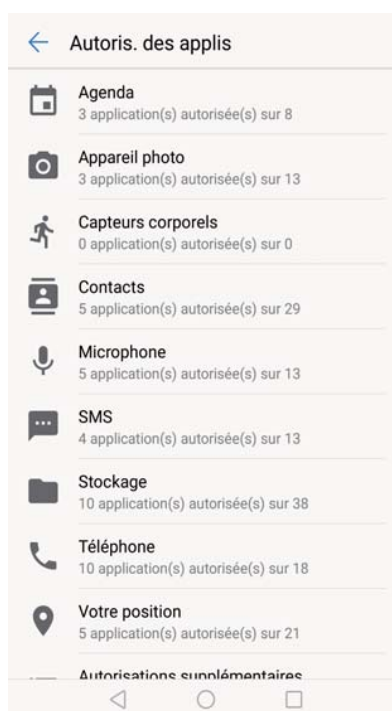 Autoris. des applis
Agenda
3 application(s) autorisée(s) sur 8
Appareil photo
3 application(s) autorisée(s) sur 13
Capteurs corporels
0 application(s) autorisée(s) sur 0
Contacts
5 application(s) autorisée(s) sur 29
Microphone
5 application(s) autorisée(s) sur 13
SMS
4 application(s) autorisée(s) sur 13
Stockage
10 application(s) autorisée(s) sur 38
Téléphone
10 application(s) autorisée(s) sur 18
Votre position
5 application(s) autorisée(s) sur 21
Autorisations supplémentaires